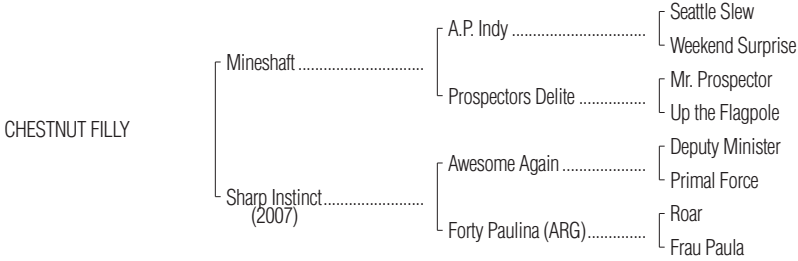 Seattle Slew
A.P. Indy
Weekend Surprise
Mineshaft
Mr. Prospector
Prospectors Delite
Up the Flagpole
CHESTNUT FILLY
Deputy Minister
Awesome Again
Primal Force
Sharp Instinct
(2007)
Roar
Forty Paulina (ARG)
Frau Paula